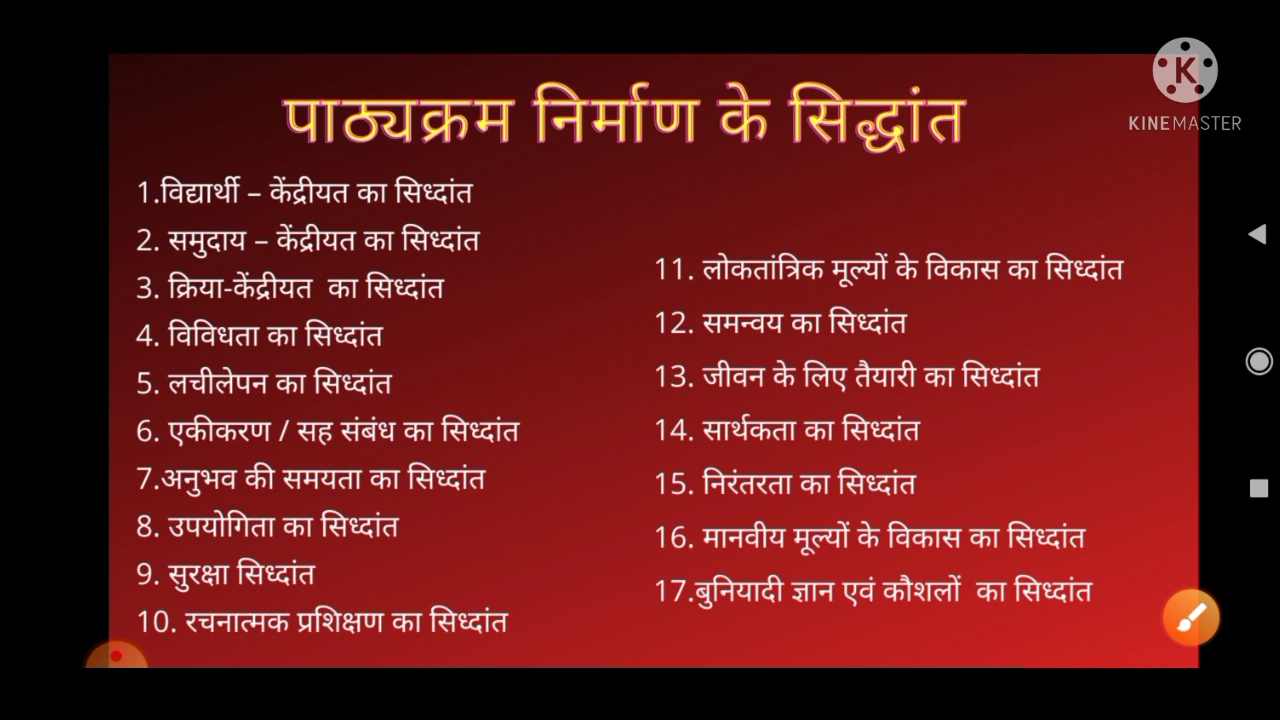 पाठ्यक्रम निर्माण के सिद्धांत
1.विद्यार्थी – केंद्रीयत का सिध्दांत
2. समुदाय – केंद्रीयत का सिध्दांत
3. क्रिया-केंद्रीयत का सिध्दांत
4. विविधता का सिध्दांत
5. लचीलेपन का सिध्दांत
6. एकीकरण / सह संबंध का सिध्दांत
7.अनुभव की समयता का सिध्दांत
8. उपयोगिता का सिध्दांत
9. सुरक्षा सिध्दांत
10. रचनात्मक प्रशिक्षण का सिध्दांत
11. लोकतांत्रिक मूल्यों के विकास का सिध्दांत
12. समन्वय का सिध्दांत
13. जीवन के लिए तैयारी का सिध्दांत
14. सार्थकता का सिध्दांत
15. निरंतरता का सिध्दांत
16. मानवीय मूल्यों के विकास का सिध्दांत
17.बुनियादी ज्ञान एवं कौशलों का सिध्दांत
K
KINEMASTER